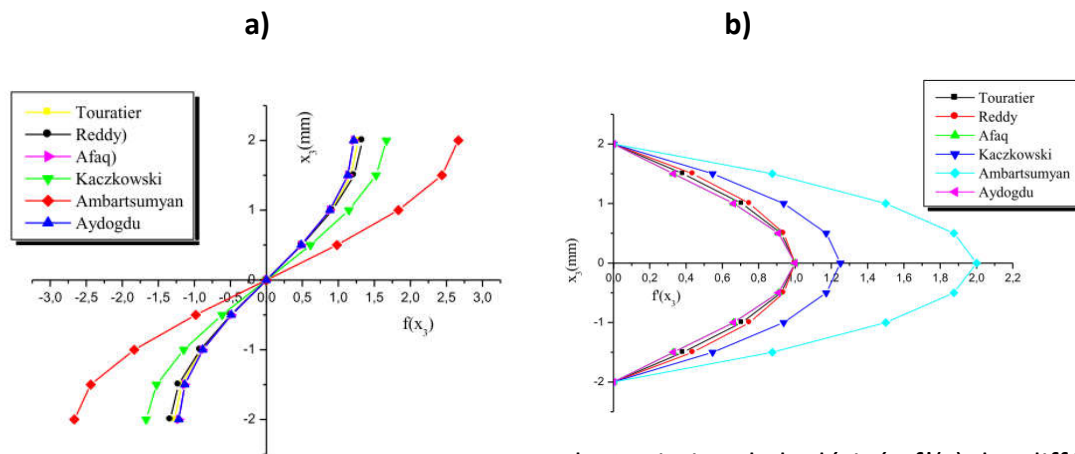 a)
b)
Touratier
Reddy)
Afaq)
Kaczkowski
Ambartsumyan
Aydogdu
x3(mm)
2
1
0
-1
-2
-3,0 -2,5 -2,0 -1,5 -1,0 -0,5 0,0 0,5 1,0 1,5 2,0 2,5 3,0
f(x3)
Touratier
Reddy
Afaq
Kaczkowski
Ambartsumyan
Aydogdu
x3(mm)
2
1
0
-1
-2
0,0 0,2 0,4 0,6 0,8 1,0 1,2 1,4 1,6 1,8 2,0 2,2
f'(x3)